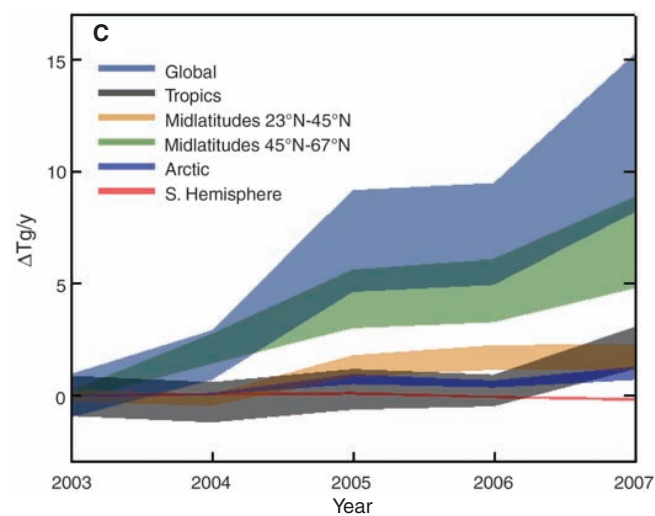 C
Global
Tropics
Midlatitudes 23°N-45°N
Midlatitudes 45°N-67°N
Arctic
S. Hemisphere
15
10
5
0
ΔTg/y
2003 2004 2005 2006 2007
Year